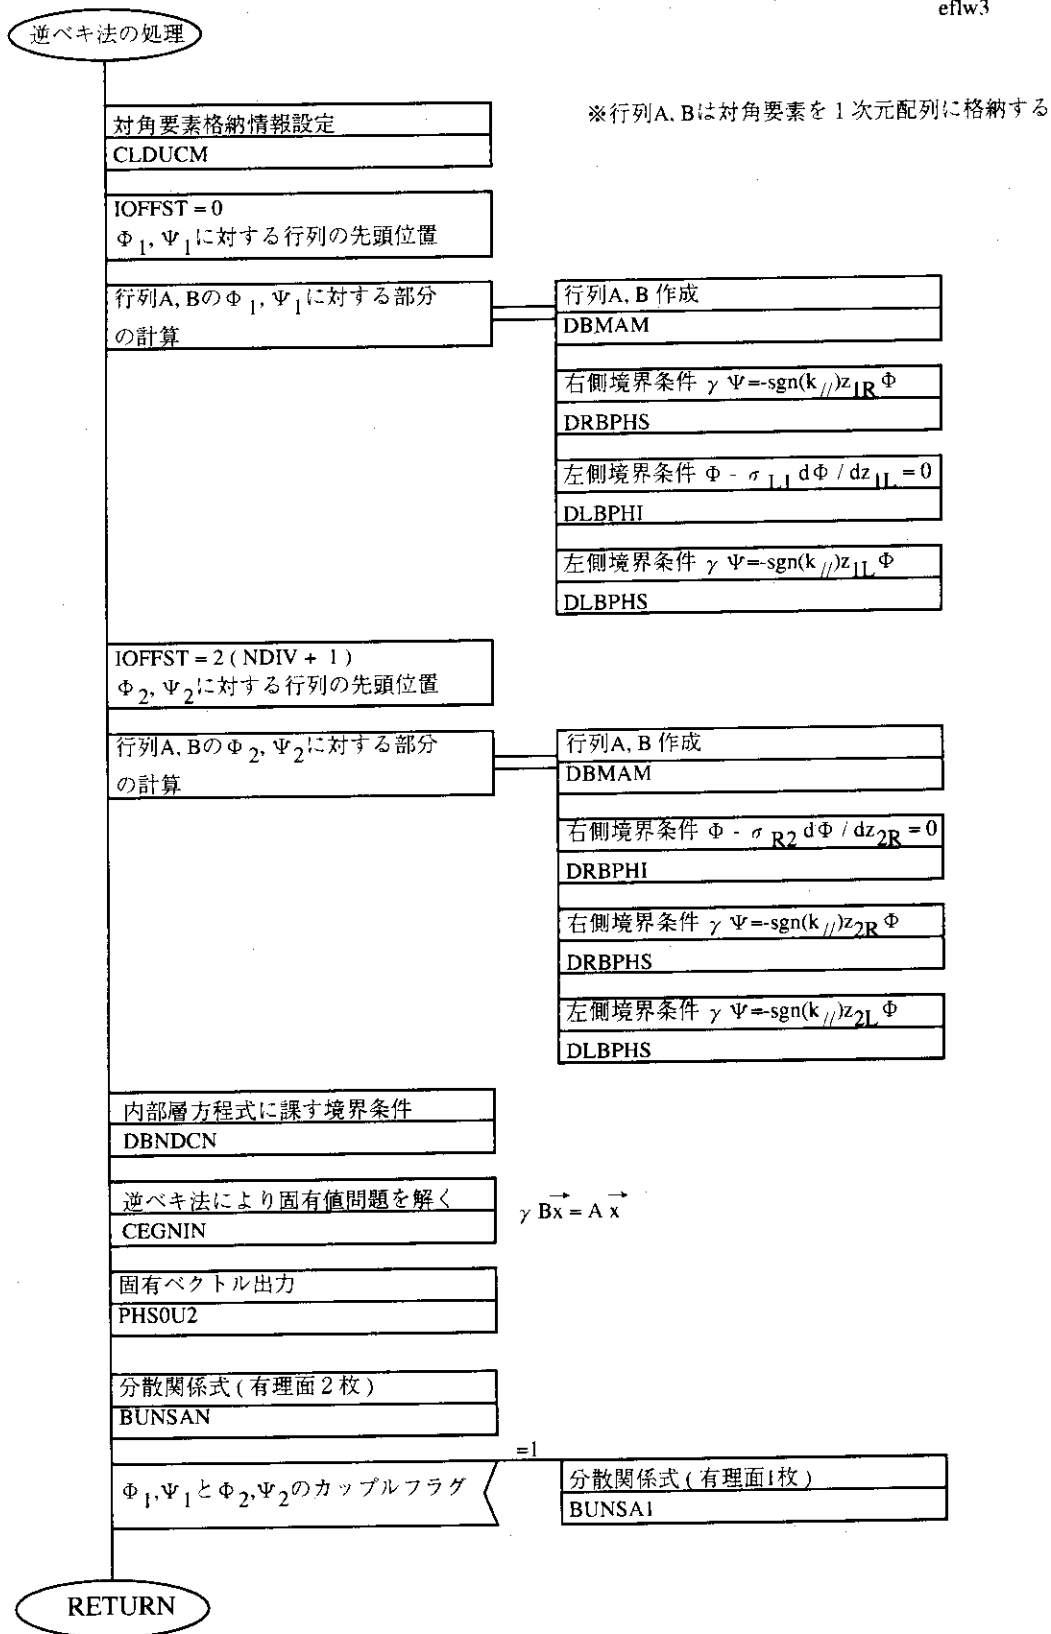 eflw3
逆ベキ法の処理
※行列A, Bは対角要素を1次元配列に格納する
対角要素格納情報設定
CLDUCM
IOFFST = 0
Φ1, Ψ1に対する行列の先頭位置
行列A, BのΦ1, Ψ1に対する部分
の計算
行列A, B 作成
DBMAM
右側境界条件 γ Ψ=-sgn(k//)z1R Φ
DRBPHS
左側境界条件 Φ - σL1 dΦ / dz1L = 0
DLBPHI
左側境界条件 γ Ψ=-sgn(k//)z1L Φ
DLBPHS
IOFFST = 2 ( NDIV + 1 )
Φ2, Ψ2に対する行列の先頭位置
行列A, BのΦ2, Ψ2に対する部分
の計算
行列A, B 作成
DBMAM
右側境界条件 Φ - σR2 dΦ / dz2R = 0
DRBPHI
右側境界条件 γ Ψ=-sgn(k//)z2R Φ
DRBPHS
左側境界条件 γ Ψ=-sgn(k//)z2L Φ
DLBPHS
内部層方程式に課す境界条件
DBNDCN
逆ベキ法により固有値問題を解く
CEGNIN
γ Bx→ = A x→
固有ベクトル出力
PHS0U2
分散関係式 ( 有理面2枚 )
BUNSAN
Φ1,Ψ1とΦ2,Ψ2のカップルフラグ
=1
分散関係式 ( 有理面1枚 )
BUNSA1
RETURN